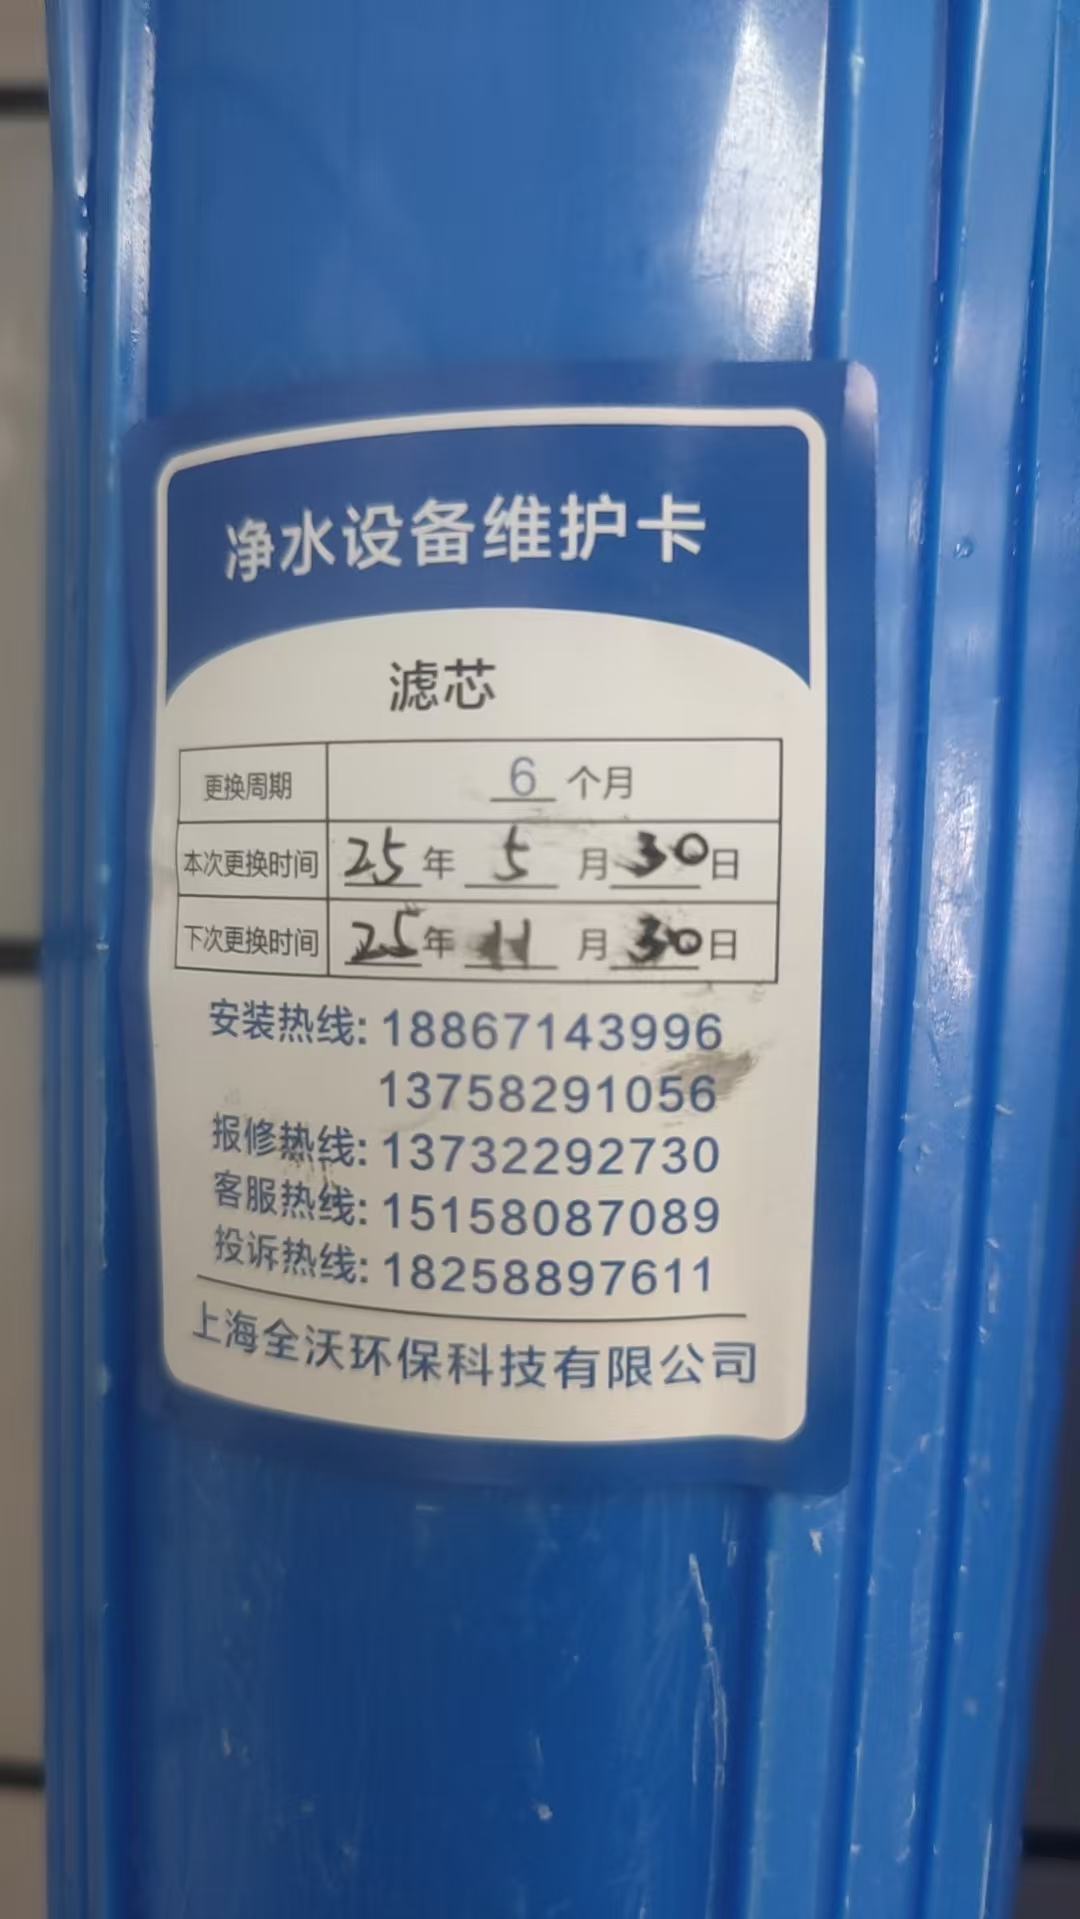 净水设备维护卡
滤芯
更换周期 6 个月
本次更换时间 25 年 5 月 30 日
下次更换时间 25 年 11 月 30 日
安装热线: 18867143996
13758291056
报修热线: 13732292730
客服热线: 15158087089
投诉热线: 18258897611
上海全沃环保科技有限公司